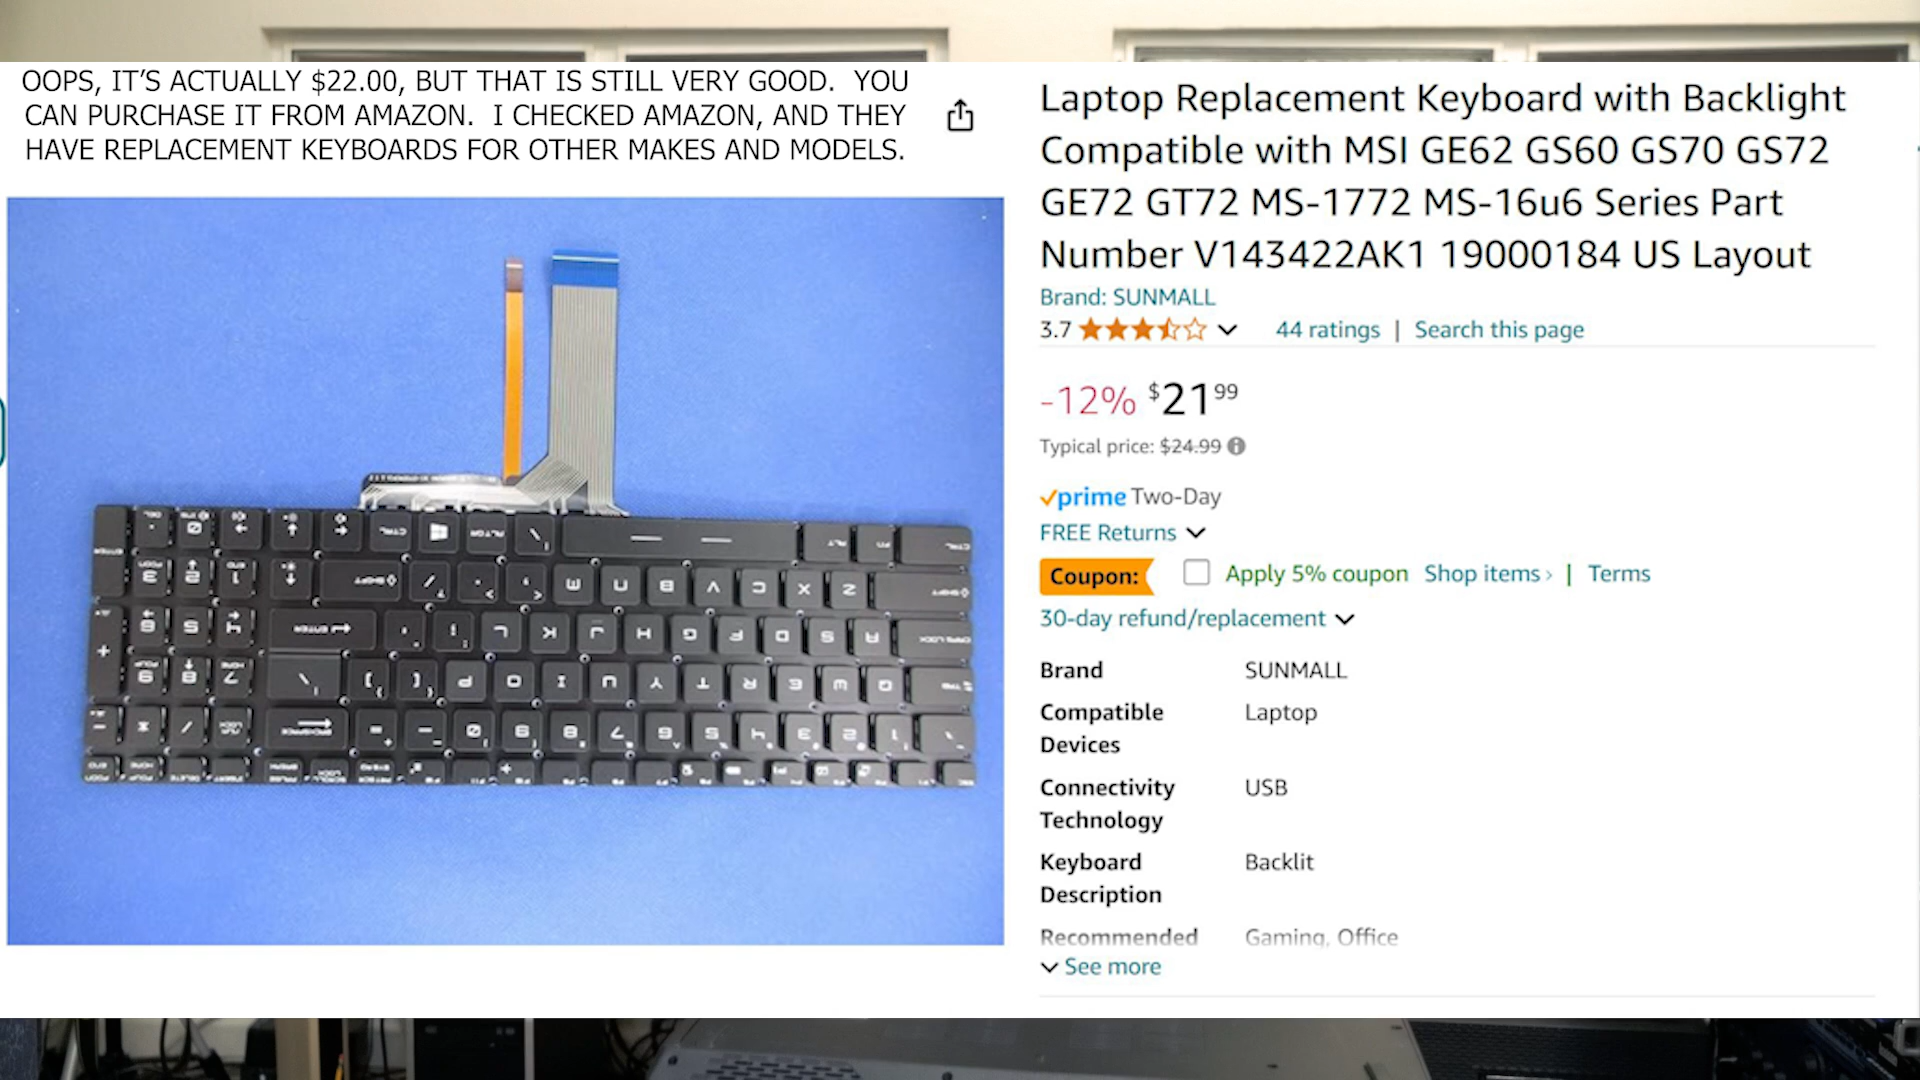 OOPS, IT’S ACTUALLY $22.00, BUT THAT IS STILL VERY GOOD.  YOU
CAN PURCHASE IT FROM AMAZON.  I CHECKED AMAZON, AND THEY
HAVE REPLACEMENT KEYBOARDS FOR OTHER MAKES AND MODELS.
Laptop Replacement Keyboard with Backlight
Compatible with MSI GE62 GS60 GS70 GS72
GE72 GT72 MS-1772 MS-16u6 Series Part
Number V143422AK1 19000184 US Layout
Brand: SUNMALL
3.7
44 ratings | Search this page
-12% $21 99
Typical price: $24.99
prime Two-Day
FREE Returns
Coupon: Apply 5% coupon Shop items › | Terms
30-day refund/replacement
Brand SUNMALL
Compatible Laptop
Devices
Connectivity USB
Technology
Keyboard Backlit
Description
Recommended Gaming, Office
See more